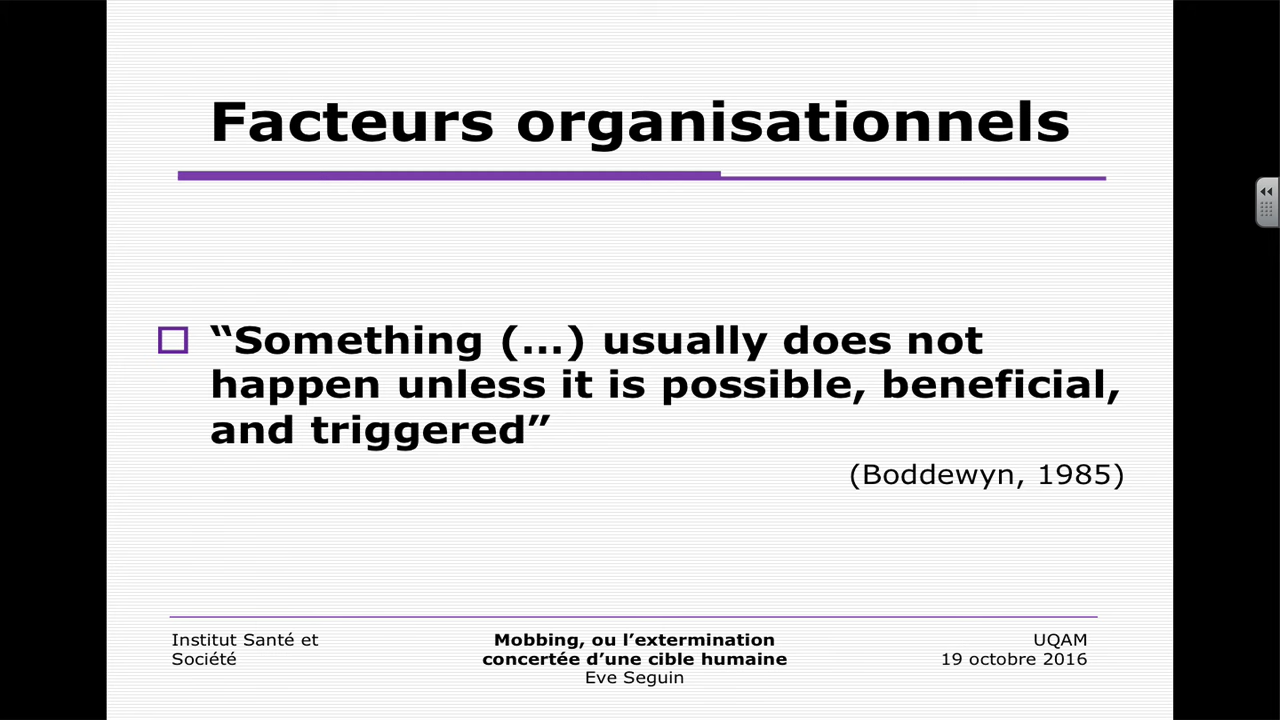 Facteurs organisationnels
“Something (...) usually does not
happen unless it is possible, beneficial,
and triggered”
(Boddewyn, 1985)
Institut Santé et
Société
Mobbing, ou l’extermination
concertée d’une cible humaine
Eve Seguin
UQAM
19 octobre 2016